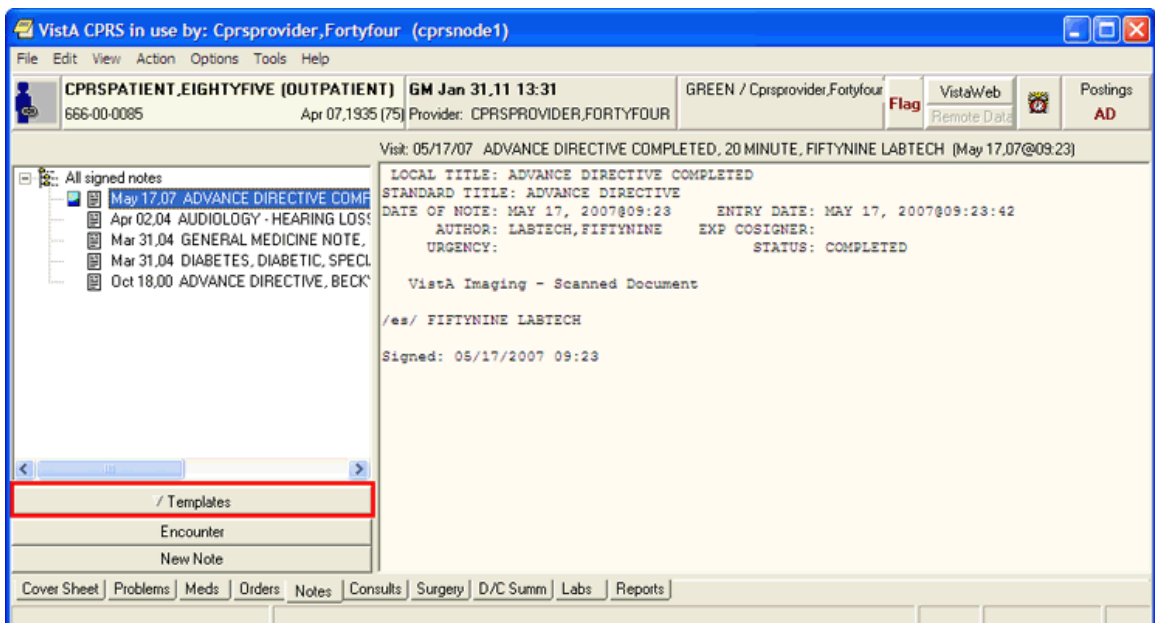 VistA CPRS in use by: Cprsprovider,Fortyfour (cprsnode1)
File Edit View Action Options Tools Help
CPRSPATIENT,EIGHTYFIVE (OUTPATIENT) GM Jan 31,11 13:31 GREEN / Cprsprovider,Fortyfour Flag VistaWeb Postings
666-00-0085 Apr 07,1935 (75) Provider: CPRSPROVIDER,FORTYFOUR Remote Data AD
Visit: 05/17/07 ADVANCE DIRECTIVE COMPLETED, 20 MINUTE, FIFTYNINE LABTECH (May 17,07@09:23)
All signed notes
May 17,07 ADVANCE DIRECTIVE COMP
Apr 02,04 AUDIOLOGY - HEARING LOSS
Mar 31,04 GENERAL MEDICINE NOTE,
Mar 31,04 DIABETES, DIABETIC, SPECL
Oct 18,00 ADVANCE DIRECTIVE, BECKY
LOCAL TITLE: ADVANCE DIRECTIVE COMPLETED
STANDARD TITLE: ADVANCE DIRECTIVE
DATE OF NOTE: MAY 17, 2007@09:23 ENTRY DATE: MAY 17, 2007@09:23:42
AUTHOR: LABTECH,FIFTYNINE EXP COSIGNER:
URGENCY: STATUS: COMPLETED
VistA Imaging - Scanned Document
/es/ FIFTYNINE LABTECH
Signed: 05/17/2007 09:23
/ Templates
Encounter
New Note
Cover Sheet Problems Meds Orders Notes Consults Surgery D/C Summ Labs Reports